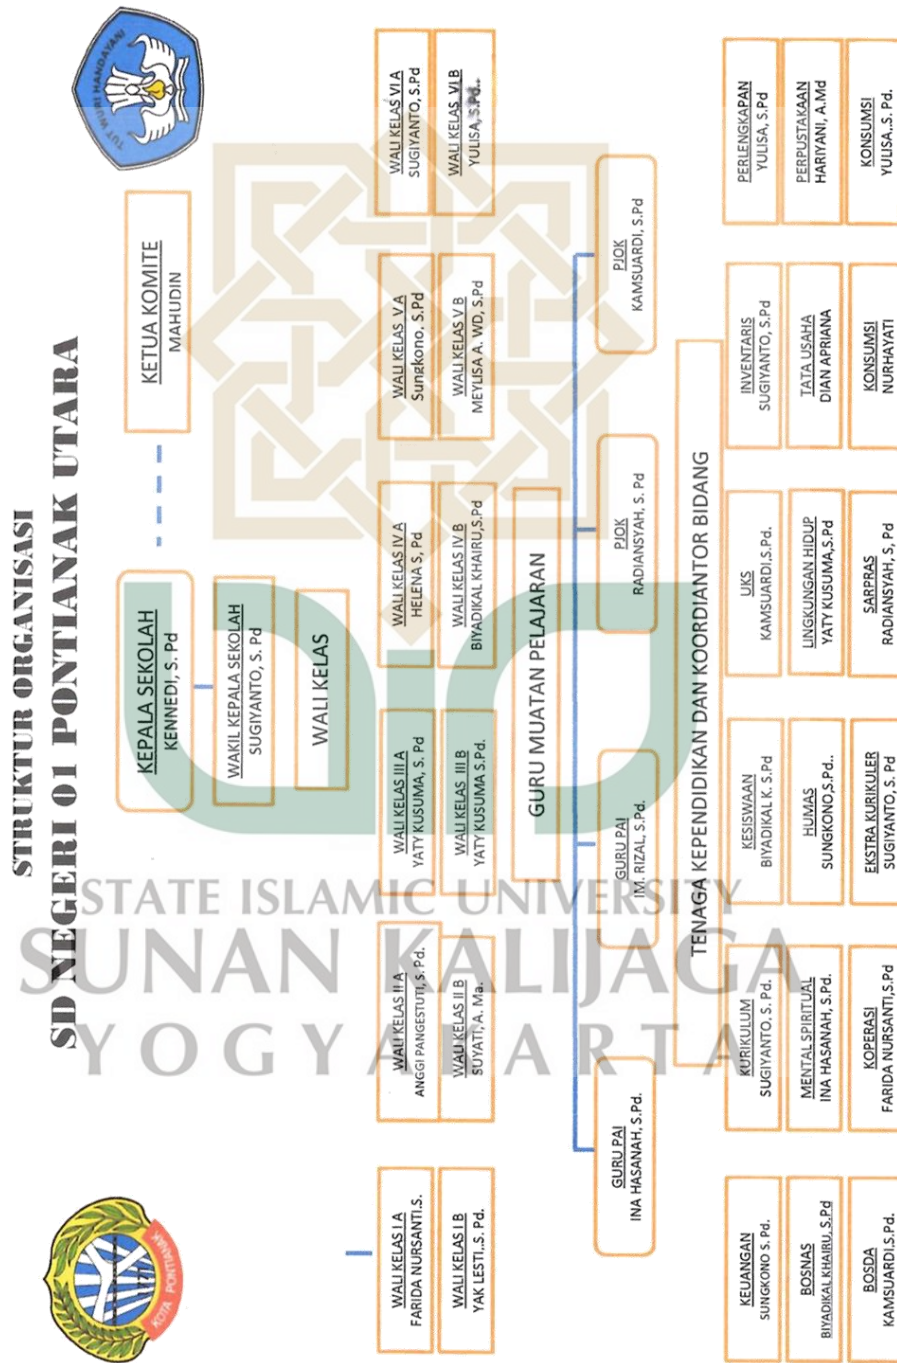 STRUKTUR ORGANISASI
SD NEGERI 01 PONTIANAK UTARA
KOTA PONTIANAK
TUT WURI HANDAYANI
KEPALA SEKOLAH
KENNEDI, S. Pd
KETUA KOMITE
MAHUDIN
WAKIL KEPALA SEKOLAH
SUGIYANTO, S. Pd
WALI KELAS
WALI KELAS I A
FARIDA NURSANTI.S.
WALI KELAS II A
ANGGI PANGESTUTI, S. Pd.
WALI KELAS III A
YATY KUSUMA, S. Pd
WALI KELAS IV A
HELENA S, Pd
WALI KELAS V A
Sungkono, S.Pd
WALI KELAS VI A
SUGIYANTO, S.Pd
WALI KELAS I B
YAK LESTI,.S. Pd.
WALI KELAS II B
SUYATI, A. Ma.
WALI KELAS III B
YATY KUSUMA S.Pd.
WALI KELAS IV B
BIYADIKAL KHAIRU,S.Pd
WALI KELAS V B
MEYLISA A. WD, S.Pd
WALI KELAS VI B
YULISA, S.Pd..
GURU MUATAN PELAJARAN
GURU PAI
INA HASANAH, S.Pd.
GURU PAI
IM. RIZAL, S.Pd.
PJOK
RADIANSYAH, S. Pd
PJOK
KAMSUARDI, S.Pd
TENAGA KEPENDIDIKAN DAN KOORDIANTOR BIDANG
KEUANGAN
SUNGKONO S. Pd.
KURIKULUM
SUGIYANTO, S. Pd.
KESISWAAN
BIYADIKAL K. S.Pd
UKS
KAMSUARDI,S.Pd.
INVENTARIS
SUGIYANTO, S.Pd
PERLENGKAPAN
YULISA, S.Pd
BOSNAS
BIYADIKAL KHAIRU, S.Pd
MENTAL SPIRITUAL
INA HASANAH, S.Pd.
HUMAS
SUNGKONO,S.Pd..
LINGKUNGAN HIDUP
YATY KUSUMA,S.Pd
TATA USAHA
DIAN APRIANA
PERPUSTAKAAN
HARIYANI, A.Md
BOSDA
KAMSUARDI,S.Pd.
KOPERASI
FARIDA NURSANTI,S.Pd
EKSTRA KURIKULER
SUGIYANTO, S. Pd
SARPRAS
RADIANSYAH, S, Pd
KONSUMSI
NURHAYATI
KONSUMSI
YULISA..S. Pd.
STATE ISLAMIC UNIVERSITY
SUNAN KALIJAGA
YOGYAKARTA